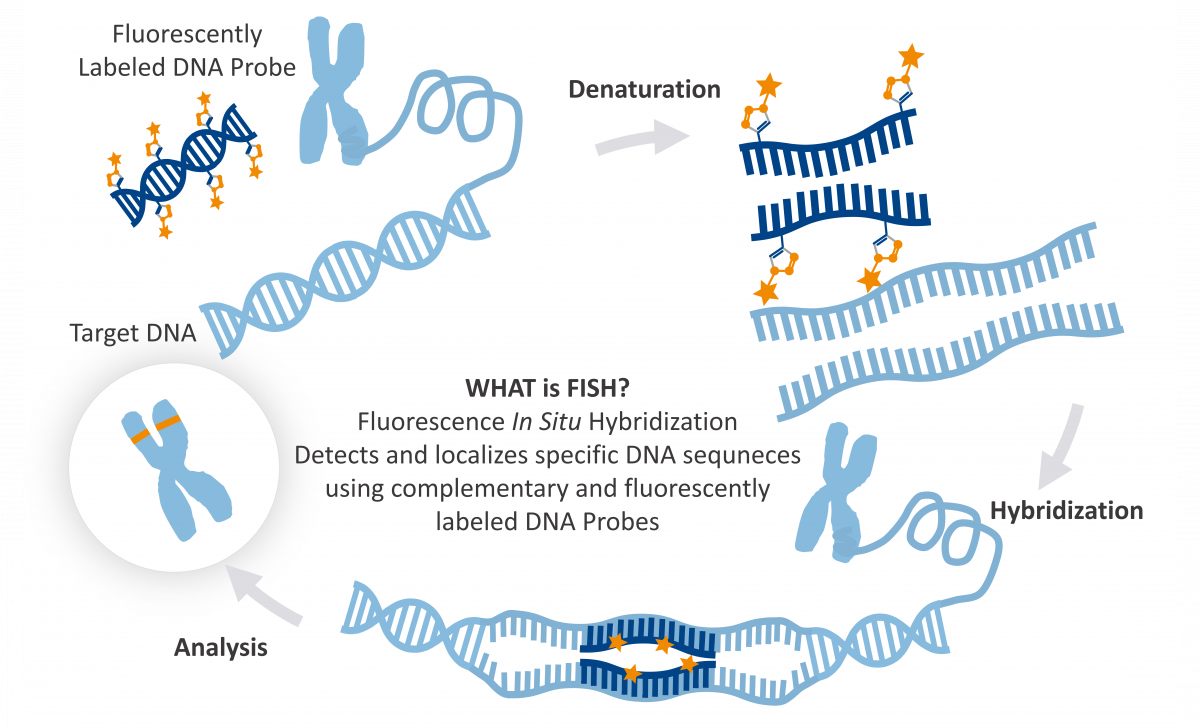 Fluorescently
Labeled DNA Probe
Denaturation
Target DNA
WHAT is FISH?
Fluorescence In Situ Hybridization
Detects and localizes specific DNA sequneces
using complementary and fluorescently
labeled DNA Probes
Hybridization
Analysis